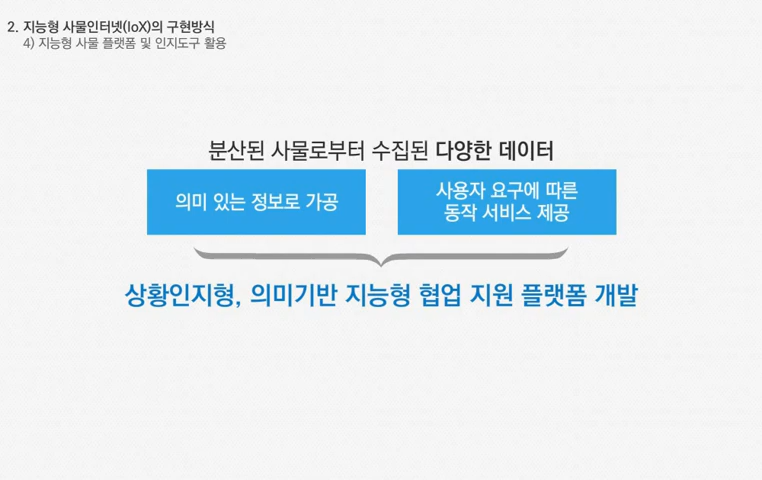 2. 지능형 사물인터넷(IoX)의 구현방식
4) 지능형 사물 플랫폼 및 인지도구 활용
분산된 사물로부터 수집된 다양한 데이터
의미 있는 정보로 가공
사용자 요구에 따른
동작 서비스 제공
상황인지형, 의미기반 지능형 협업 지원 플랫폼 개발